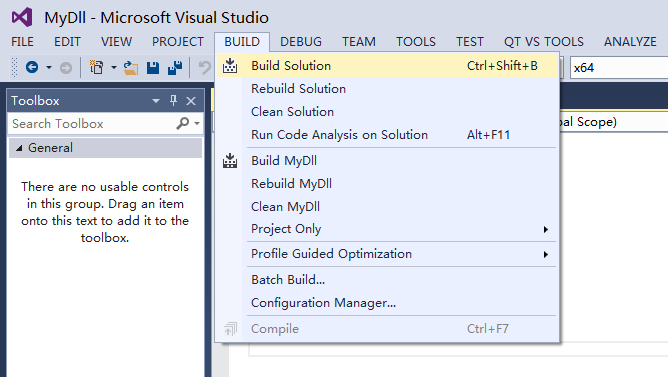 MyDll - Microsoft Visual Studio
FILE EDIT VIEW PROJECT BUILD DEBUG TEAM TOOLS TEST QT VS TOOLS ANALYZE
x64
Toolbox
Search Toolbox
General
There are no usable controls
in this group. Drag an item
onto this text to add it to the
toolbox.
Build Solution Ctrl+Shift+B
Rebuild Solution
Clean Solution
Run Code Analysis on Solution Alt+F11
Build MyDll
Rebuild MyDll
Clean MyDll
Project Only
Profile Guided Optimization
Batch Build...
Configuration Manager...
Compile Ctrl+F7
Scope)